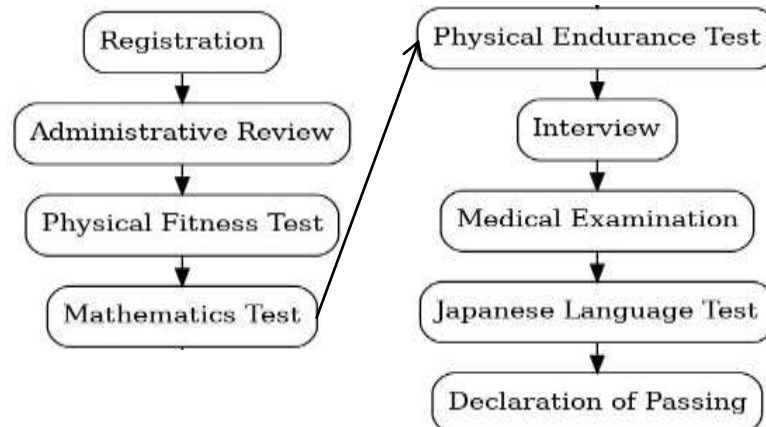 Registration
Administrative Review
Physical Fitness Test
Mathematics Test
Physical Endurance Test
Interview
Medical Examination
Japanese Language Test
Declaration of Passing